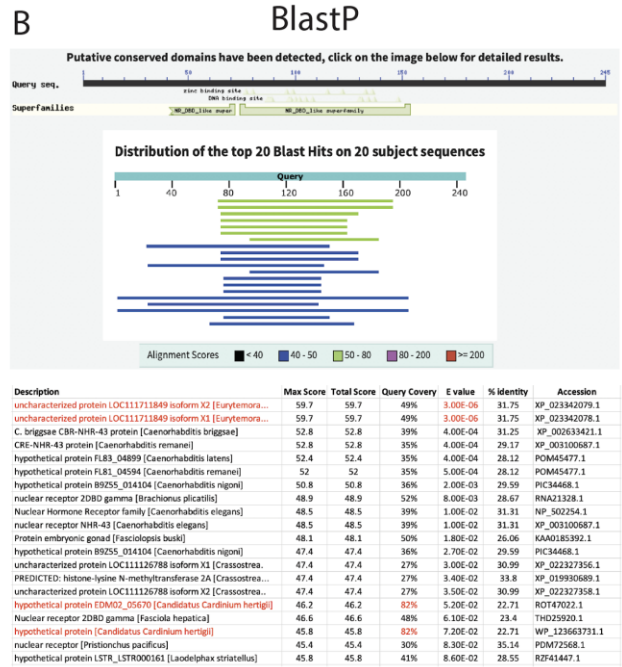 B
BlastP
Putative conserved domains have been detected, click on the image below for detailed results.
1 50 100 150 200 245
Query seq.
zinc binding site
DNA binding site
Superfamilies
NR_DBD_like super NR_DBD_like superfamily
Distribution of the top 20 Blast Hits on 20 subject sequences
Query
1 40 80 120 160 200 240
Alignment Scores < 40 40 - 50 50 - 80 80 - 200 >= 200
Description Max Score Total Score Query Covery E value % identity Accession
uncharacterized protein LOC111711849 isoform X2 [Eurytemora... 59.7 59.7 49% 3.00E-06 31.75 XP_023342079.1
uncharacterized protein LOC111711849 isoform X1 [Eurytemora... 59.7 59.7 49% 3.00E-06 31.75 XP_023342078.1
C. briggsae CBR-NHR-43 protein [Caenorhabditis briggsae] 52.8 52.8 39% 4.00E-04 31.25 XP_002633421.1
CRE-NHR-43 protein [Caenorhabditis remanei] 52.8 52.8 35% 4.00E-04 29.17 XP_003100687.1
hypothetical protein FL83_04899 [Caenorhabditis latens] 52.4 52.4 35% 4.00E-04 28.12 POM45477.1
hypothetical protein FL81_04594 [Caenorhabditis remanei] 52 52 35% 5.00E-04 28.12 POM45477.1
hypothetical protein B9Z55_014104 [Caenorhabditis nigoni] 50.8 50.8 36% 2.00E-03 29.59 PIC34468.1
nuclear receptor 2DBD gamma [Brachionus plicatilis] 48.9 48.9 52% 8.00E-03 28.67 RNA21328.1
Nuclear Hormone Receptor family [Caenorhabditis elegans] 48.5 48.5 39% 1.00E-02 31.31 NP_502254.1
nuclear receptor NHR-43 [Caenorhabditis elegans] 48.5 48.5 39% 1.00E-02 31.31 XP_003100687.1
Protein embryonic gonad [Fasciolopsis buski] 48.1 48.1 50% 1.80E-02 26.06 KAA0185392.1
hypothetical protein B9Z55_014104 [Caenorhabditis nigoni] 47.4 47.4 36% 2.70E-02 29.59 PIC34468.1
uncharacterized protein LOC111126788 isoform X1 [Crassostrea. 47.4 47.4 27% 3.00E-02 30.99 XP_022327356.1
PREDICTED: histone-lysine N-methyltransferase 2A [Crassostrea... 47.4 47.4 27% 3.40E-02 33.8 XP_019930689.1
uncharacterized protein LOC111126788 isoform X2 [Crassostrea.. 47.4 47.4 27% 3.50E-02 30.99 XP_022327358.1
hypothetical protein EDM02_05670 [Candidatus Cardinium hertigii] 46.2 46.2 82% 5.20E-02 22.71 ROT47022.1
Nuclear receptor 2DBD gamma [Fasciola hepatica] 46.6 46.6 48% 6.10E-02 23.4 THD25920.1
hypothetical protein [Candidatus Cardinium hertigii] 45.8 45.8 82% 7.20E-02 22.71 WP_123663731.1
nuclear receptor [Pristionchus pacificus] 45.4 45.4 30% 8.30E-02 35.14 PDM72568.1
hypothetical protein LSTR_LSTR000161 [Laodelphax striatellus] 45.8 45.8 41% 8.60E-02 28.55 RZF41447.1